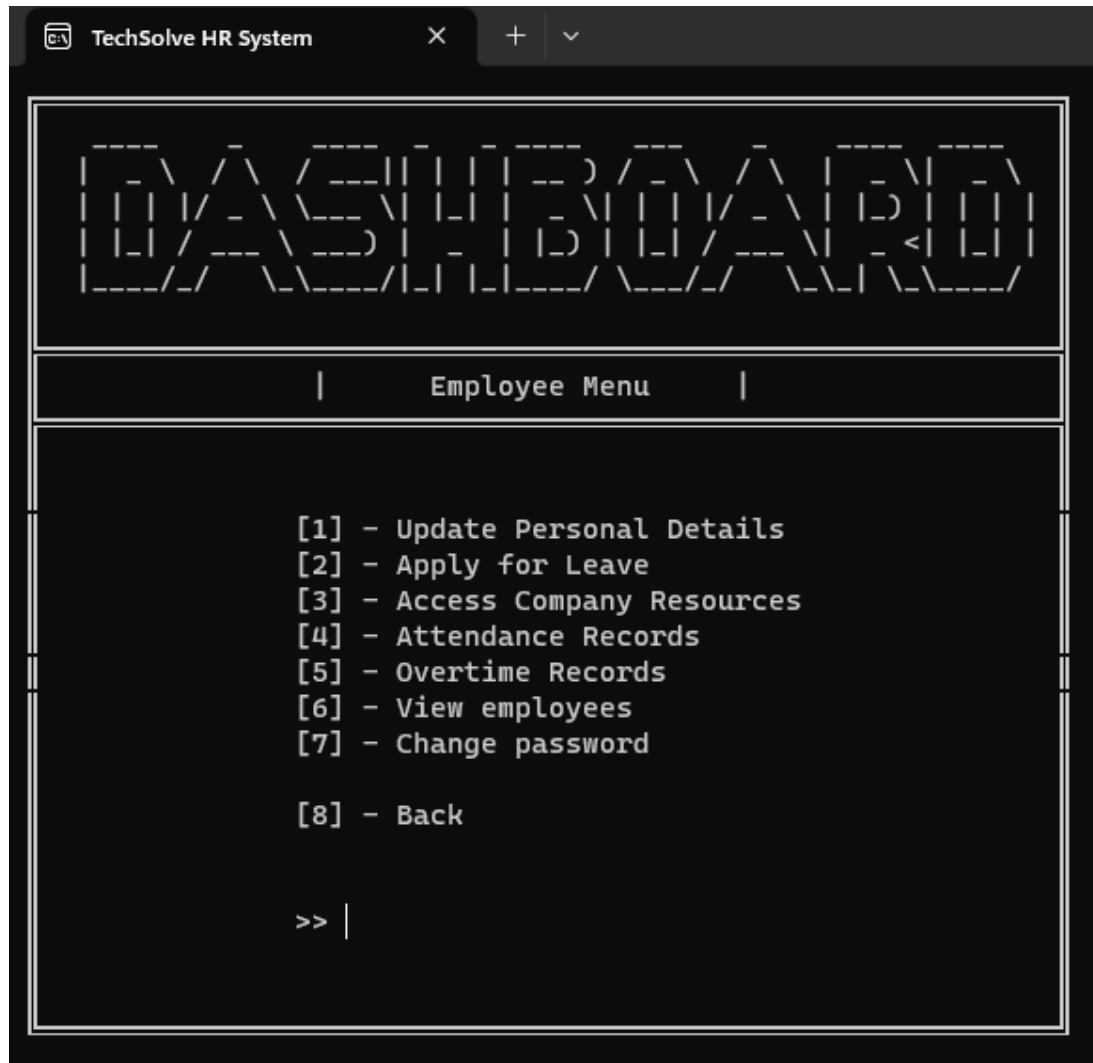 TechSolve HR System
DASHBOARD
| Employee Menu |
[1] - Update Personal Details
[2] - Apply for Leave
[3] - Access Company Resources
[4] - Attendance Records
[5] - Overtime Records
[6] - View employees
[7] - Change password
[8] - Back
>>